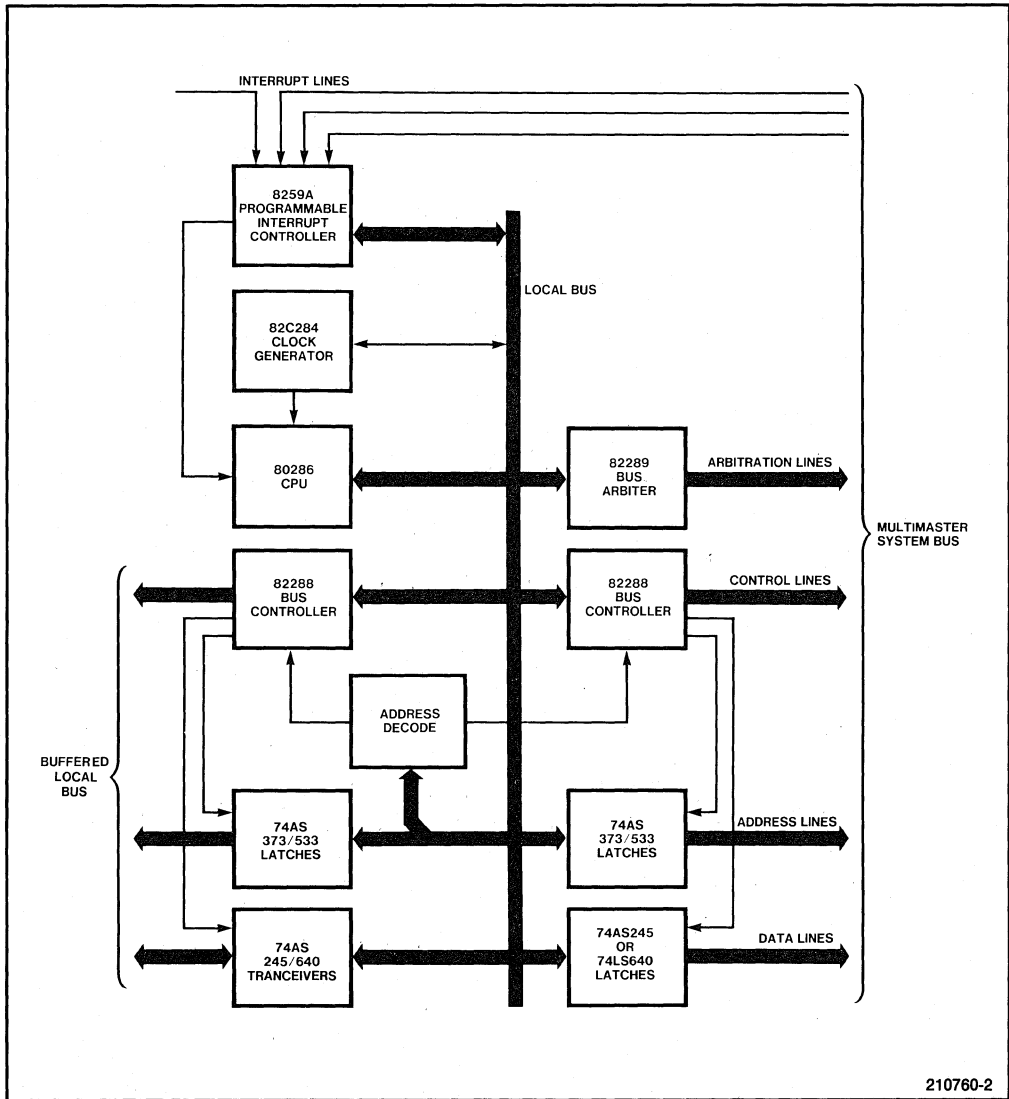 INTERRUPT LINES
8259A
PROGRAMMABLE
INTERRUPT
CONTROLLER
LOCAL BUS
82C284
CLOCK
GENERATOR
80286
CPU
82289
BUS
ARBITER
ARBITRATION LINES
MULTIMASTER
SYSTEM BUS
82288
BUS
CONTROLLER
82288
BUS
CONTROLLER
CONTROL LINES
ADDRESS
DECODE
BUFFERED
LOCAL
BUS
74AS
373/533
LATCHES
74AS
373/533
LATCHES
ADDRESS LINES
74AS
245/640
TRANCEIVERS
74AS245
OR
74LS640
LATCHES
DATA LINES
210760-2